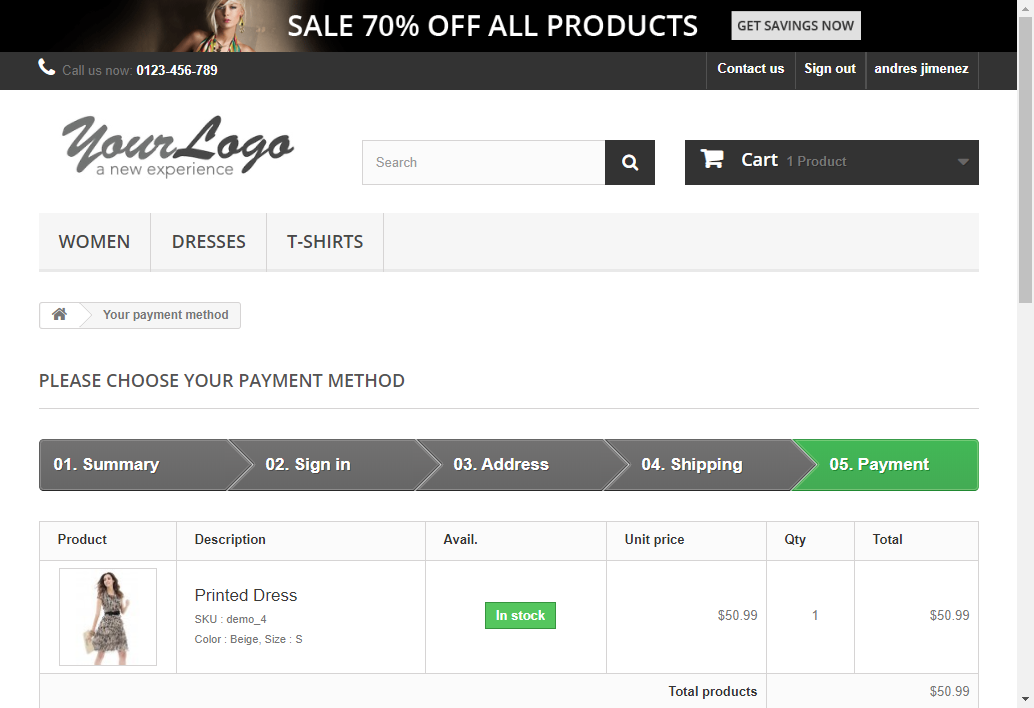 SALE 70% OFF ALL PRODUCTS GET SAVINGS NOW
Call us now: 0123-456-789 Contact us Sign out andres jimenez
YourLogo
a new experience
Search
Cart 1 Product
WOMEN DRESSES T-SHIRTS
Your payment method
PLEASE CHOOSE YOUR PAYMENT METHOD
01. Summary 02. Sign in 03. Address 04. Shipping 05. Payment
Product Description Avail. Unit price Qty Total
Printed Dress
SKU : demo_4
Color : Beige, Size : S
In stock $50.99 1 $50.99
Total products $50.99